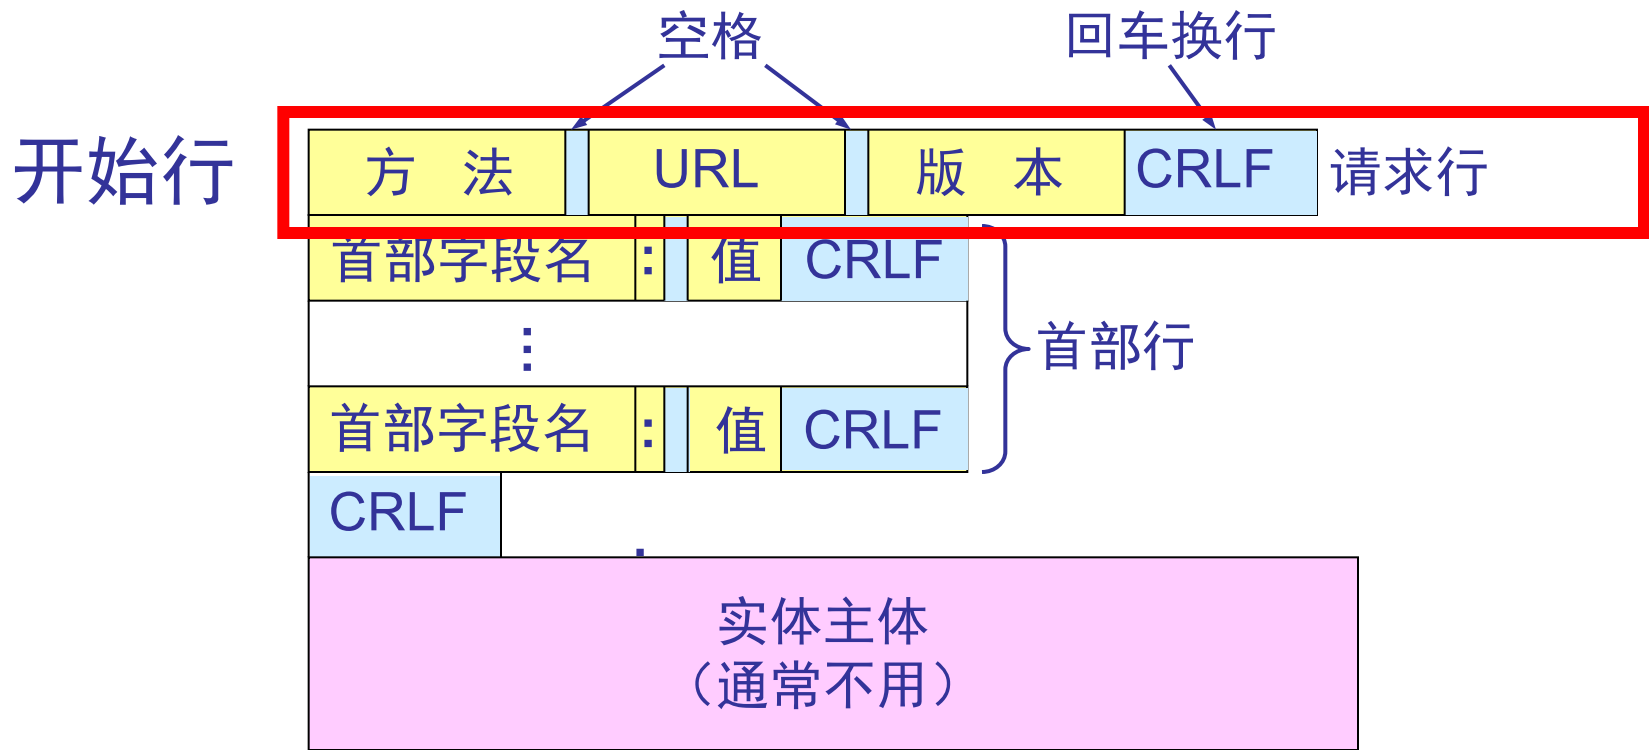 空格 回车换行
开始行 方 法 URL 版 本 CRLF 请求行
首部字段名 : 值 CRLF
⋮
首部行
首部字段名 : 值 CRLF
CRLF
实体主体
（通常不用）